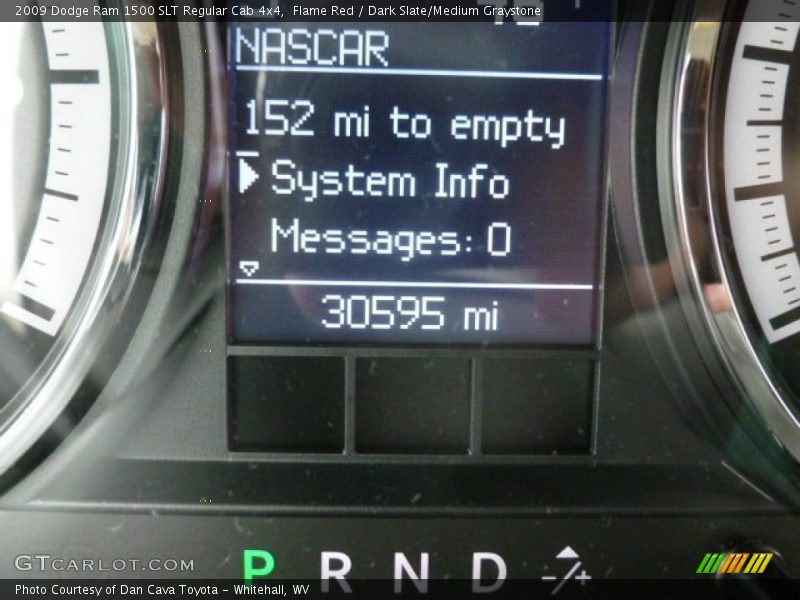 2009 Dodge Ram 1500 SLT Regular Cab 4x4, Flame Red / Dark Slate/Medium Graystone
NASCAR
152 mi to empty
System Info
Messages: 0
30595 mi
P R N D -/+
GTCARLOT.COM
Photo Courtesy of Dan Cava Toyota - Whitehall, WV